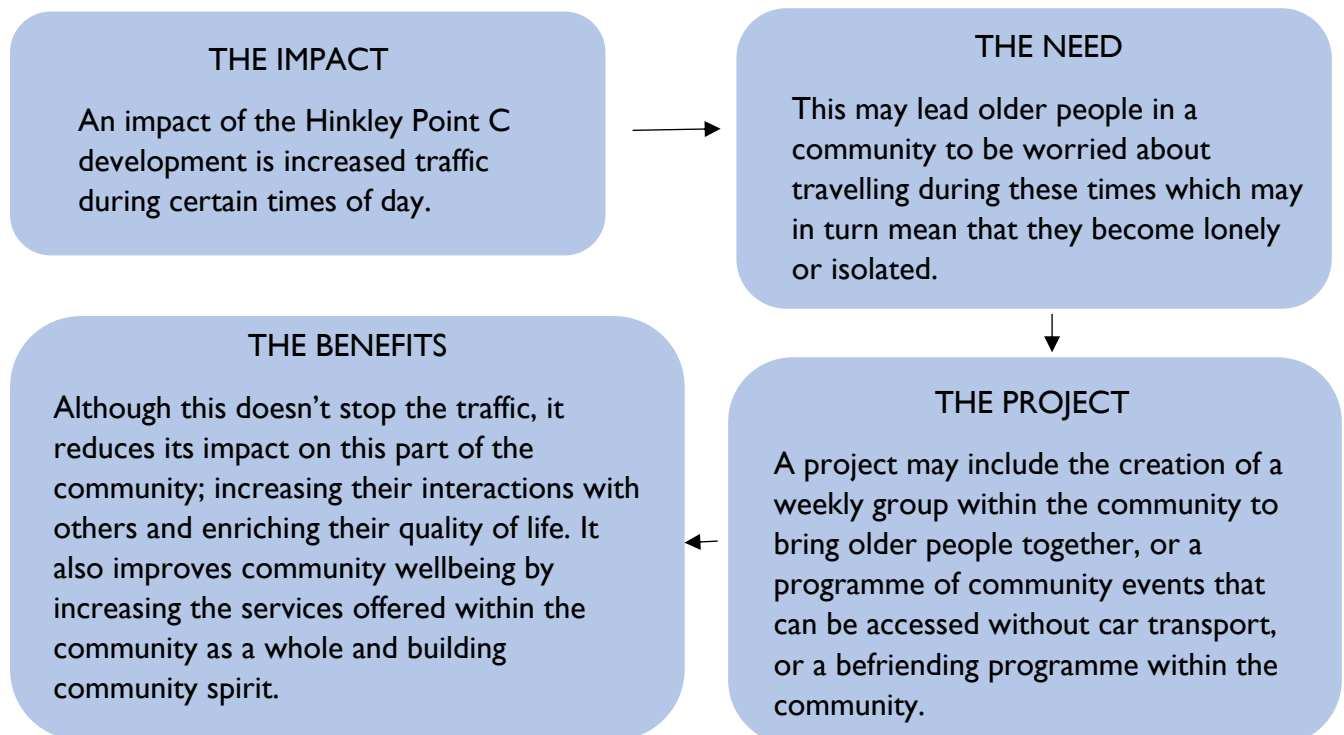 THE IMPACT
An impact of the Hinkley Point C
development is increased traffic
during certain times of day.
THE NEED
This may lead older people in a
community to be worried about
travelling during these times which may
in turn mean that they become lonely
or isolated.
THE PROJECT
A project may include the creation of a
weekly group within the community to
bring older people together, or a
programme of community events that
can be accessed without car transport,
or a befriending programme within the
community.
THE BENEFITS
Although this doesn’t stop the traffic, it
reduces its impact on this part of the
community; increasing their interactions with
others and enriching their quality of life. It
also improves community wellbeing by
increasing the services offered within the
community as a whole and building
community spirit.